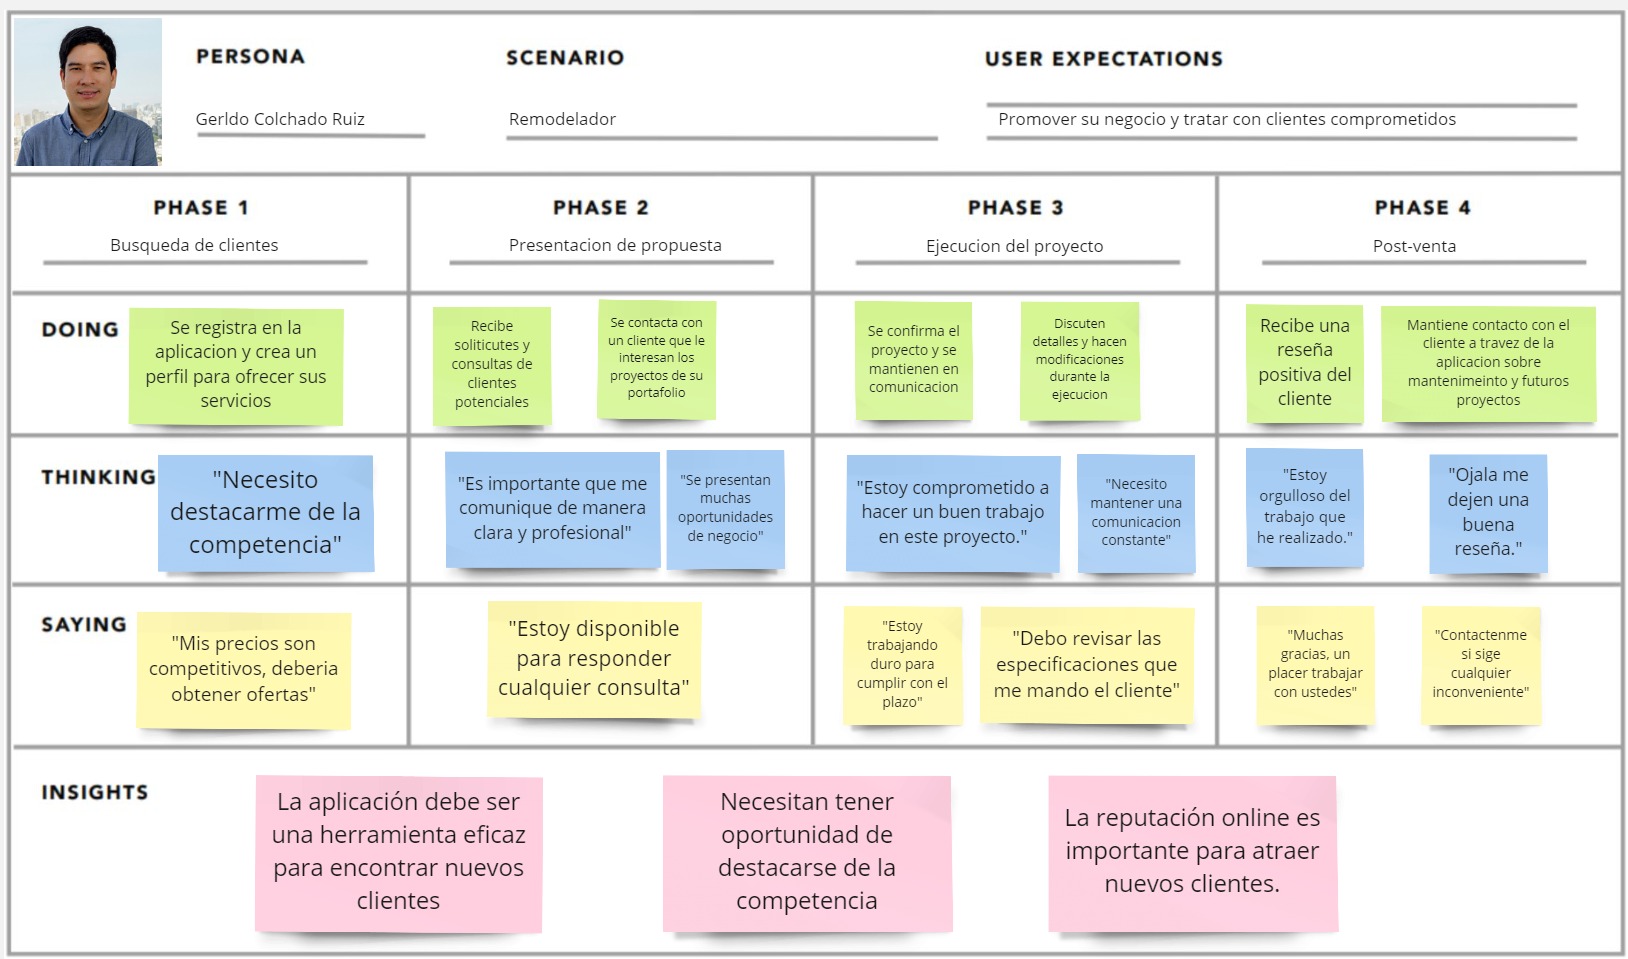 PERSONA
SCENARIO
USER EXPECTATIONS
Gerldo Colchado Ruiz
Remodelador
Promover su negocio y tratar con clientes comprometidos
PHASE 1
PHASE 2
PHASE 3
PHASE 4
Busqueda de clientes
Presentacion de propuesta
Ejecucion del proyecto
Post-venta
DOING
Se registra en la
aplicacion y crea un
perfil para ofrecer sus
servicios
Recibe
soliticutes y
consultas de
clientes
potenciales
Se contacta con
un cliente que le
interesan los
proyectos de su
portafolio
Se confirma el
proyecto y se
mantienen en
comunicacion
Discuten
detalles y hacen
modificaciones
durante la
ejecucion
Recibe una
reseña
positiva del
cliente
Mantiene contacto con el
cliente a travez de la
aplicacion sobre
mantenimeinto y futuros
proyectos
THINKING
"Necesito
destacarme de la
competencia"
"Es importante que me
comunique de manera
clara y profesional"
"Se presentan
muchas
oportunidades
de negocio"
"Estoy comprometido a
hacer un buen trabajo
en este proyecto."
"Necesito
mantener una
comunicacion
constante"
"Estoy
orgulloso del
trabajo que
he realizado."
"Ojala me
dejen una
buena
reseña."
SAYING
"Mis precios son
competitivos, deberia
obtener ofertas"
"Estoy disponible
para responder
cualquier consulta"
"Estoy
trabajando
duro para
cumplir con el
plazo"
"Debo revisar las
especificaciones que
me mando el cliente"
"Muchas
gracias, un
placer trabajar
con ustedes"
"Contactenme
si sige
cualquier
inconveniente"
INSIGHTS
La aplicación debe ser
una herramienta eficaz
para encontrar nuevos
clientes
Necesitan tener
oportunidad de
destacarse de la
competencia
La reputación online es
importante para atraer
nuevos clientes.